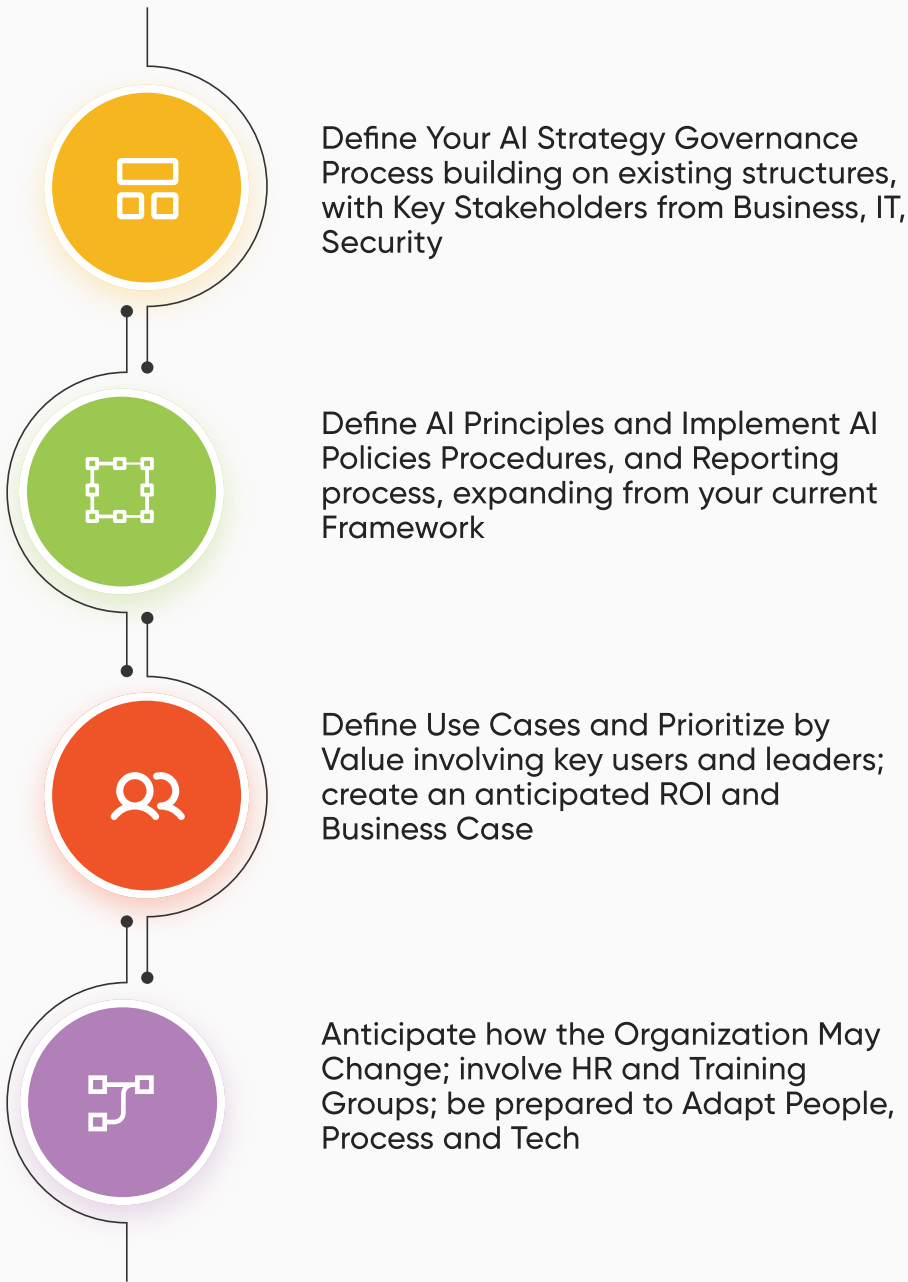 Define Your AI Strategy Governance
Process building on existing structures,
with Key Stakeholders from Business, IT,
Security
Define AI Principles and Implement AI
Policies Procedures, and Reporting
process, expanding from your current
Framework
Define Use Cases and Prioritize by
Value involving key users and leaders;
create an anticipated ROI and
Business Case
Anticipate how the Organization May
Change; involve HR and Training
Groups; be prepared to Adapt People,
Process and Tech